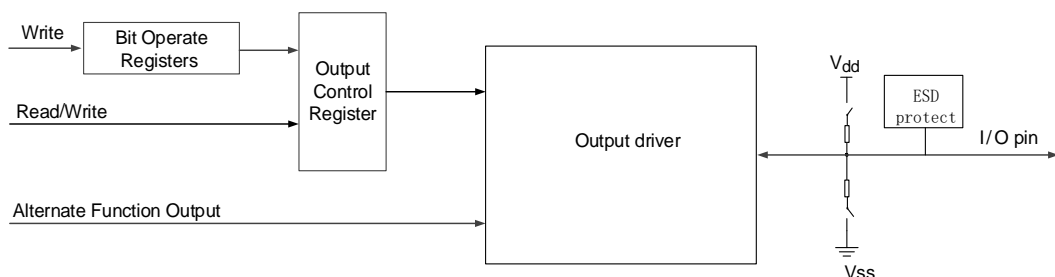 Write
Bit Operate
Registers
Output
Control
Register
Read/Write
Alternate Function Output
Output driver
Vdd
ESD
protect
I/O pin
Vss